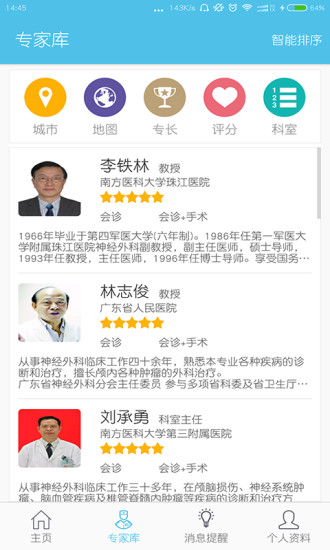 14:45
143K/s
64%
专家库
智能排序
城市
地图
专长
评分
1
2
3
科室
李铁林 教授
南方医科大学珠江医院
会诊 会诊+手术
1966年毕业于第四军医大学(六年制)。1986年任第一军医大
学附属珠江医院神经外科副教授，副主任医师，硕士导师，
1993年任教授，主任医师，1996年任博士导师。享受国务…
林志俊 教授
广东省人民医院
会诊 会诊+手术
从事神经外科临床工作四十余年，熟悉本专业各种疾病的诊
断和治疗，擅长颅内各种肿瘤的外科治疗。
广东省神经外科分会主任委员 参与多项省科委及省卫生厅…
刘承勇 科室主任
南方医科大学第三附属医院
会诊 会诊+手术
从事神经外科临床工作三十多年，在颅脑损伤、神经系统肿
瘤、脑血管疾病及椎管脊髓内肿瘤等疾病的诊断和治疗方
主页
专家库
消息提醒
个人资料